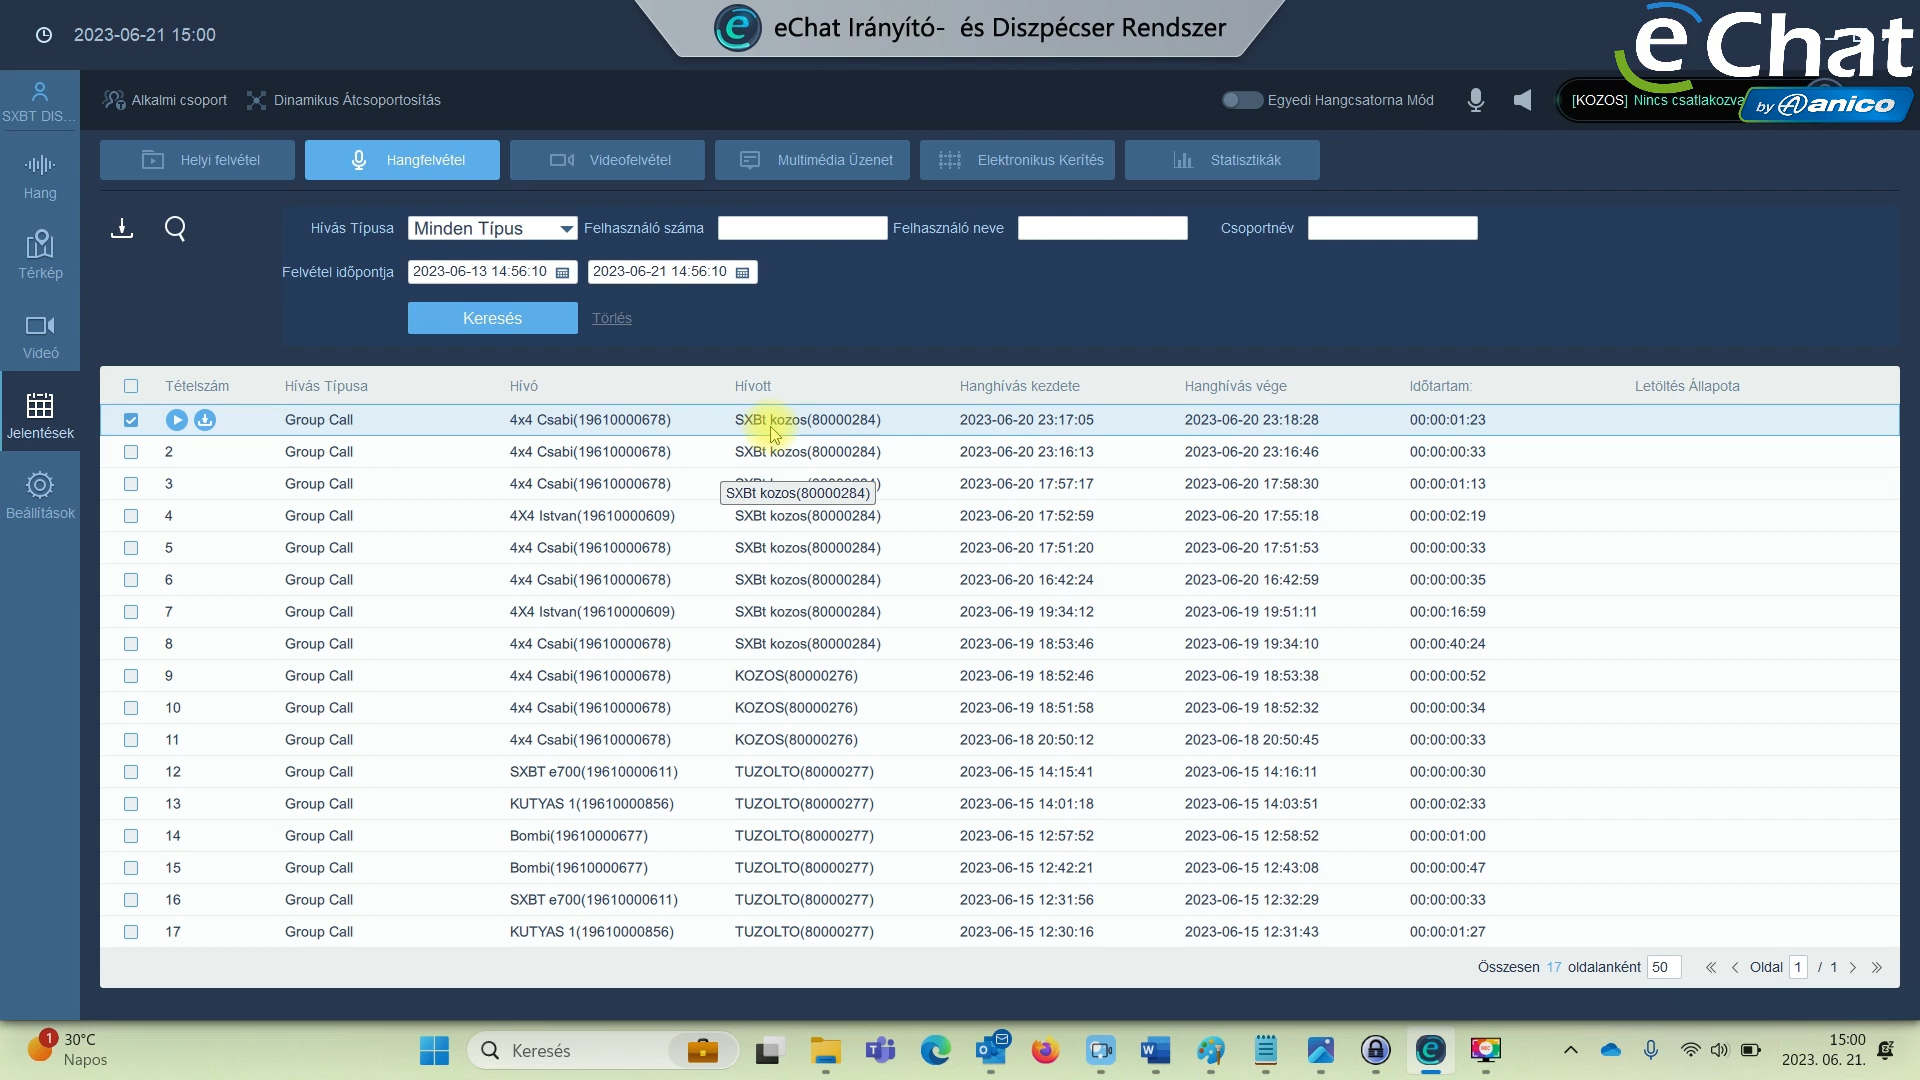 2023-06-21 15:00
eChat Irányító- és Diszpécser Rendszer
eChat
by anico
SXBT DIS...
Alkalmi csoport
Dinamikus Átcsoportosítás
Egyedi Hangcsatorna Mód
[KOZOS] Nincs csatlakozva
Helyi felvétel
Hangfelvétel
Videofelvétel
Multimédia Üzenet
Elektronikus Kerítés
Statisztikák
Hang
Térkép
Videó
Jelentések
Beállítások
Hívás Típusa Minden Típus Felhasználó száma Felhasználó neve Csoportnév
Felvétel időpontja 2023-06-13 14:56:10 2023-06-21 14:56:10
Keresés Törlés
Tételszám Hívás Típusa Hívó Hívott Hanghívás kezdete Hanghívás vége Időtartam: Letöltés Állapota
Group Call 4x4 Csabi(19610000678) SXBt kozos(80000284) 2023-06-20 23:17:05 2023-06-20 23:18:28 00:00:01:23
2 Group Call 4x4 Csabi(19610000678) SXBt kozos(80000284) 2023-06-20 23:16:13 2023-06-20 23:16:46 00:00:00:33
3 Group Call 4x4 Csabi(19610000678) 2023-06-20 17:57:17 2023-06-20 17:58:30 00:00:01:13
SXBt kozos(80000284)
4 Group Call 4X4 Istvan(19610000609) SXBt kozos(80000284) 2023-06-20 17:52:59 2023-06-20 17:55:18 00:00:02:19
5 Group Call 4x4 Csabi(19610000678) SXBt kozos(80000284) 2023-06-20 17:51:20 2023-06-20 17:51:53 00:00:00:33
6 Group Call 4x4 Csabi(19610000678) SXBt kozos(80000284) 2023-06-20 16:42:24 2023-06-20 16:42:59 00:00:00:35
7 Group Call 4X4 Istvan(19610000609) SXBt kozos(80000284) 2023-06-19 19:34:12 2023-06-19 19:51:11 00:00:16:59
8 Group Call 4x4 Csabi(19610000678) SXBt kozos(80000284) 2023-06-19 18:53:46 2023-06-19 19:34:10 00:00:40:24
9 Group Call 4x4 Csabi(19610000678) KOZOS(80000276) 2023-06-19 18:52:46 2023-06-19 18:53:38 00:00:00:52
10 Group Call 4x4 Csabi(19610000678) KOZOS(80000276) 2023-06-19 18:51:58 2023-06-19 18:52:32 00:00:00:34
11 Group Call 4x4 Csabi(19610000678) KOZOS(80000276) 2023-06-18 20:50:12 2023-06-18 20:50:45 00:00:00:33
12 Group Call SXBT e700(19610000611) TUZOLTO(80000277) 2023-06-15 14:15:41 2023-06-15 14:16:11 00:00:00:30
13 Group Call KUTYAS 1(19610000856) TUZOLTO(80000277) 2023-06-15 14:01:18 2023-06-15 14:03:51 00:00:02:33
14 Group Call Bombi(19610000677) TUZOLTO(80000277) 2023-06-15 12:57:52 2023-06-15 12:58:52 00:00:01:00
15 Group Call Bombi(19610000677) TUZOLTO(80000277) 2023-06-15 12:42:21 2023-06-15 12:43:08 00:00:00:47
16 Group Call SXBT e700(19610000611) TUZOLTO(80000277) 2023-06-15 12:31:56 2023-06-15 12:32:29 00:00:00:33
17 Group Call KUTYAS 1(19610000856) TUZOLTO(80000277) 2023-06-15 12:30:16 2023-06-15 12:31:43 00:00:01:27
Összesen 17 oldalanként 50 Oldal 1 / 1
1
30°C
Napos
Keresés
15:00
2023. 06. 21.